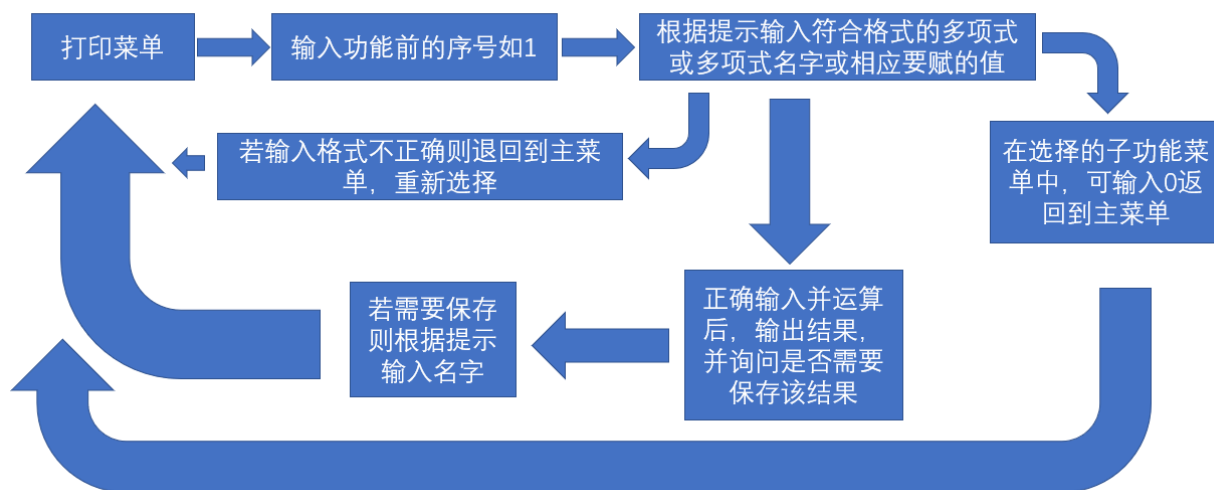 打印菜单
输入功能前的序号如1
根据提示输入符合格式的多项式
或多项式名字或相应要赋的值
若输入格式不正确则退回到主菜
单，重新选择
在选择的子功能菜
单中，可输入0返
回到主菜单
若需要保存
则根据提示
输入名字
正确输入并运算
后，输出结果，
并询问是否需要
保存该结果